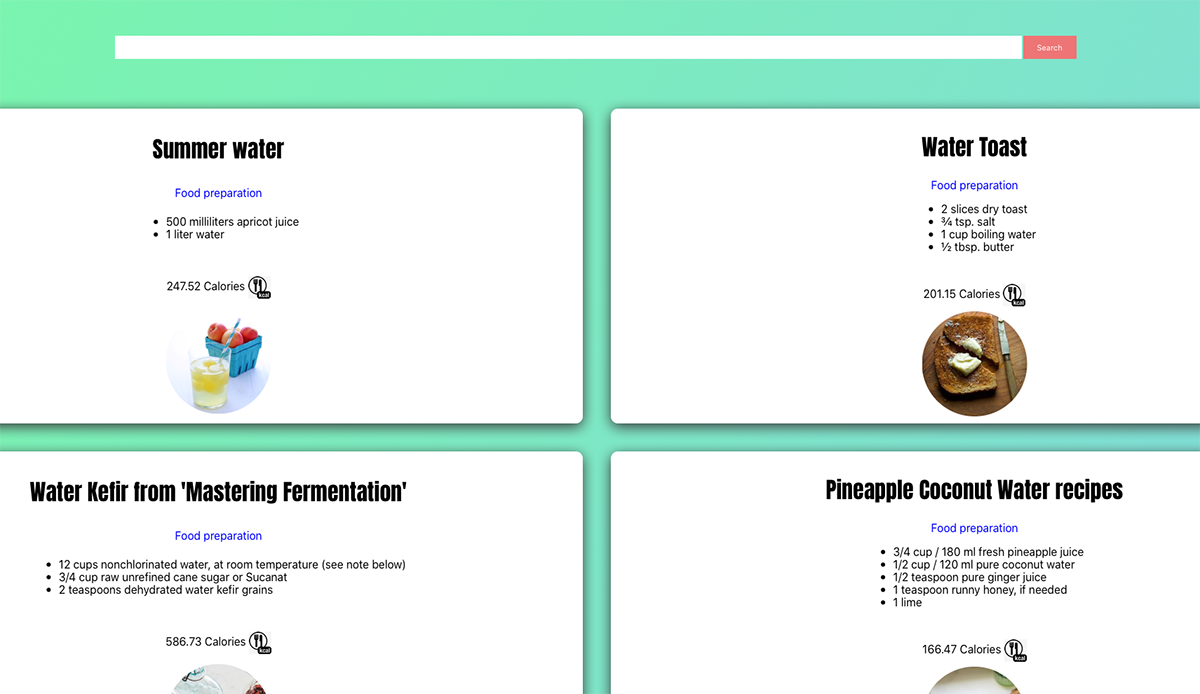 Search
Summer water
Food preparation
500 milliliters apricot juice
1 liter water
247.52 Calories
kcal
Water Toast
Food preparation
2 slices dry toast
¾ tsp. salt
1 cup boiling water
½ tbsp. butter
201.15 Calories
kcal
Water Kefir from 'Mastering Fermentation'
Food preparation
12 cups nonchlorinated water, at room temperature (see note below)
3/4 cup raw unrefined cane sugar or Sucanat
2 teaspoons dehydrated water kefir grains
586.73 Calories
kcal
Pineapple Coconut Water recipes
Food preparation
3/4 cup / 180 ml fresh pineapple juice
1/2 cup / 120 ml pure coconut water
1/2 teaspoon pure ginger juice
1 teaspoon runny honey, if needed
1 lime
166.47 Calories
kcal